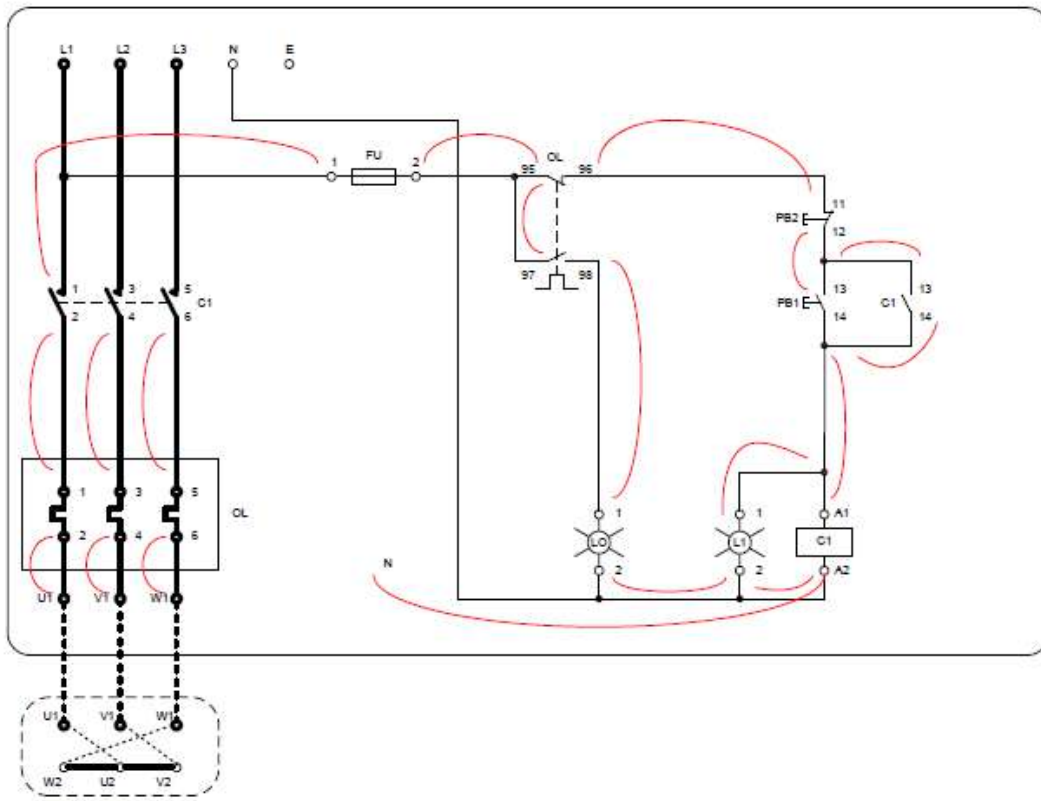 L1 L2 L3 N E
1 FU 2 95 OL 96
11
PB2
12
97 98
1 3 5 13 13
C1 PB1 C1
2 4 6 14 14
1 3 5 1 1 A1
OL L0 L1 C1
2 4 6 N 2 2 A2
U1 V1 W1
U1 V1 W1
W2 U2 V2